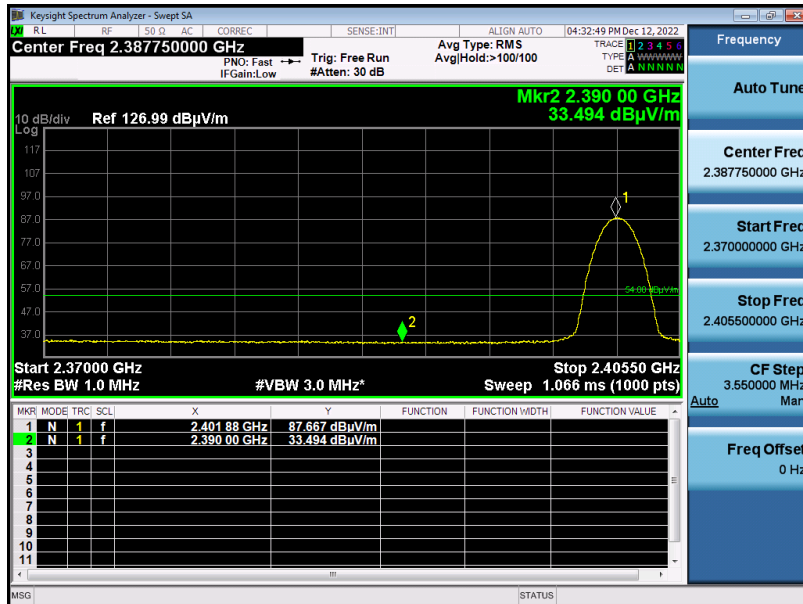 Keysight Spectrum Analyzer - Swept SA
LXI RL RF 50 Ω AC CORREC SENSE:INT ALIGN AUTO 04:32:49 PM Dec 12, 2022
Center Freq 2.387750000 GHz
PNO: Fast
IFGain:Low
Trig: Free Run
#Atten: 30 dB
Avg Type: RMS
Avg|Hold:>100/100
TRACE 1 2 3 4 5 6
TYPE A WWWWW
DET A N N N N N
Mkr2 2.390 00 GHz
33.494 dBµV/m
10 dB/div Ref 126.99 dBµV/m
Log
117
107
97.0
87.0
77.0
67.0
57.0
47.0
37.0
1
2
54.00 dBµV/m
Start 2.37000 GHz Stop 2.40550 GHz
#Res BW 1.0 MHz #VBW 3.0 MHz* Sweep 1.066 ms (1000 pts)
MKR MODE TRC SCL X Y FUNCTION FUNCTION WIDTH FUNCTION VALUE
1 N 1 f 2.401 88 GHz 87.667 dBµV/m
2 N 1 f 2.390 00 GHz 33.494 dBµV/m
3
4
5
6
7
8
9
10
11
MSG STATUS
Frequency
Auto Tune
Center Freq
2.387750000 GHz
Start Freq
2.370000000 GHz
Stop Freq
2.405500000 GHz
CF Step
3.550000 MHz
Auto Man
Freq Offset
0 Hz